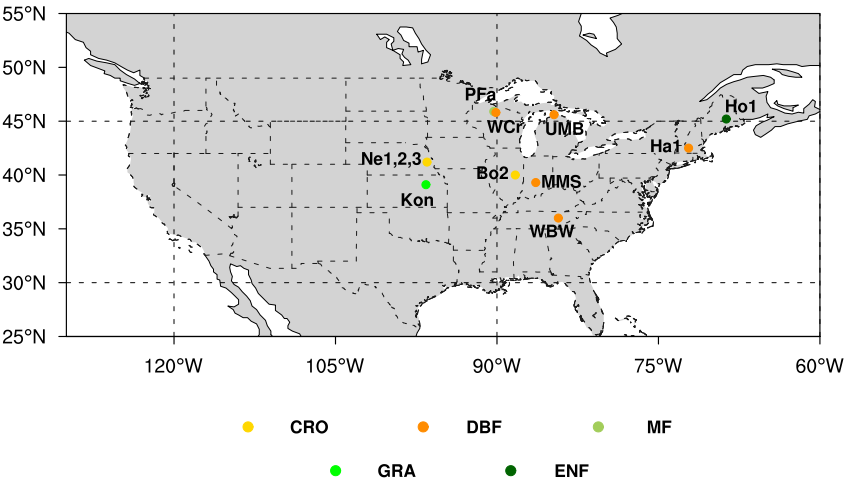 55°N
50°N
45°N
40°N
35°N
30°N
25°N
PFa
WCr
UMB
Ho1
Ha1
Ne1,2,3
Bo2
MMS
Kon
WBW
120°W 105°W 90°W 75°W 60°W
CRO DBF MF
GRA ENF